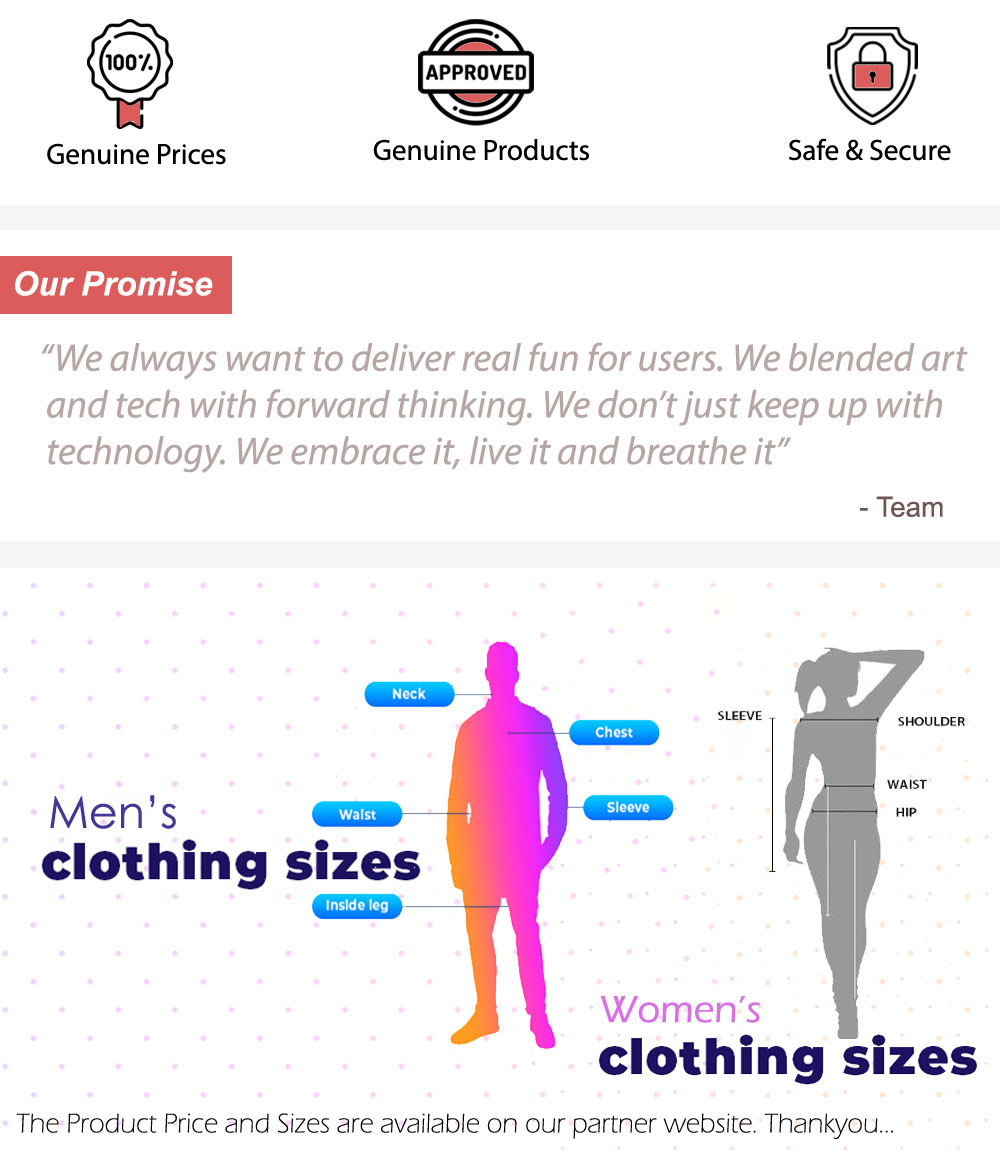 100%
APPROVED
Genuine Prices
Genuine Products
Safe & Secure
Our Promise
“We always want to deliver real fun for users. We blended art
and tech with forward thinking. We don’t just keep up with
technology. We embrace it, live it and breathe it”
- Team
Neck
Chest
Waist
Sleeve
Inside leg
Men’s
clothing sizes
SLEEVE
SHOULDER
WAIST
HIP
Women’s
clothing sizes
The Product Price and Sizes are available on our partner website. Thankyou...